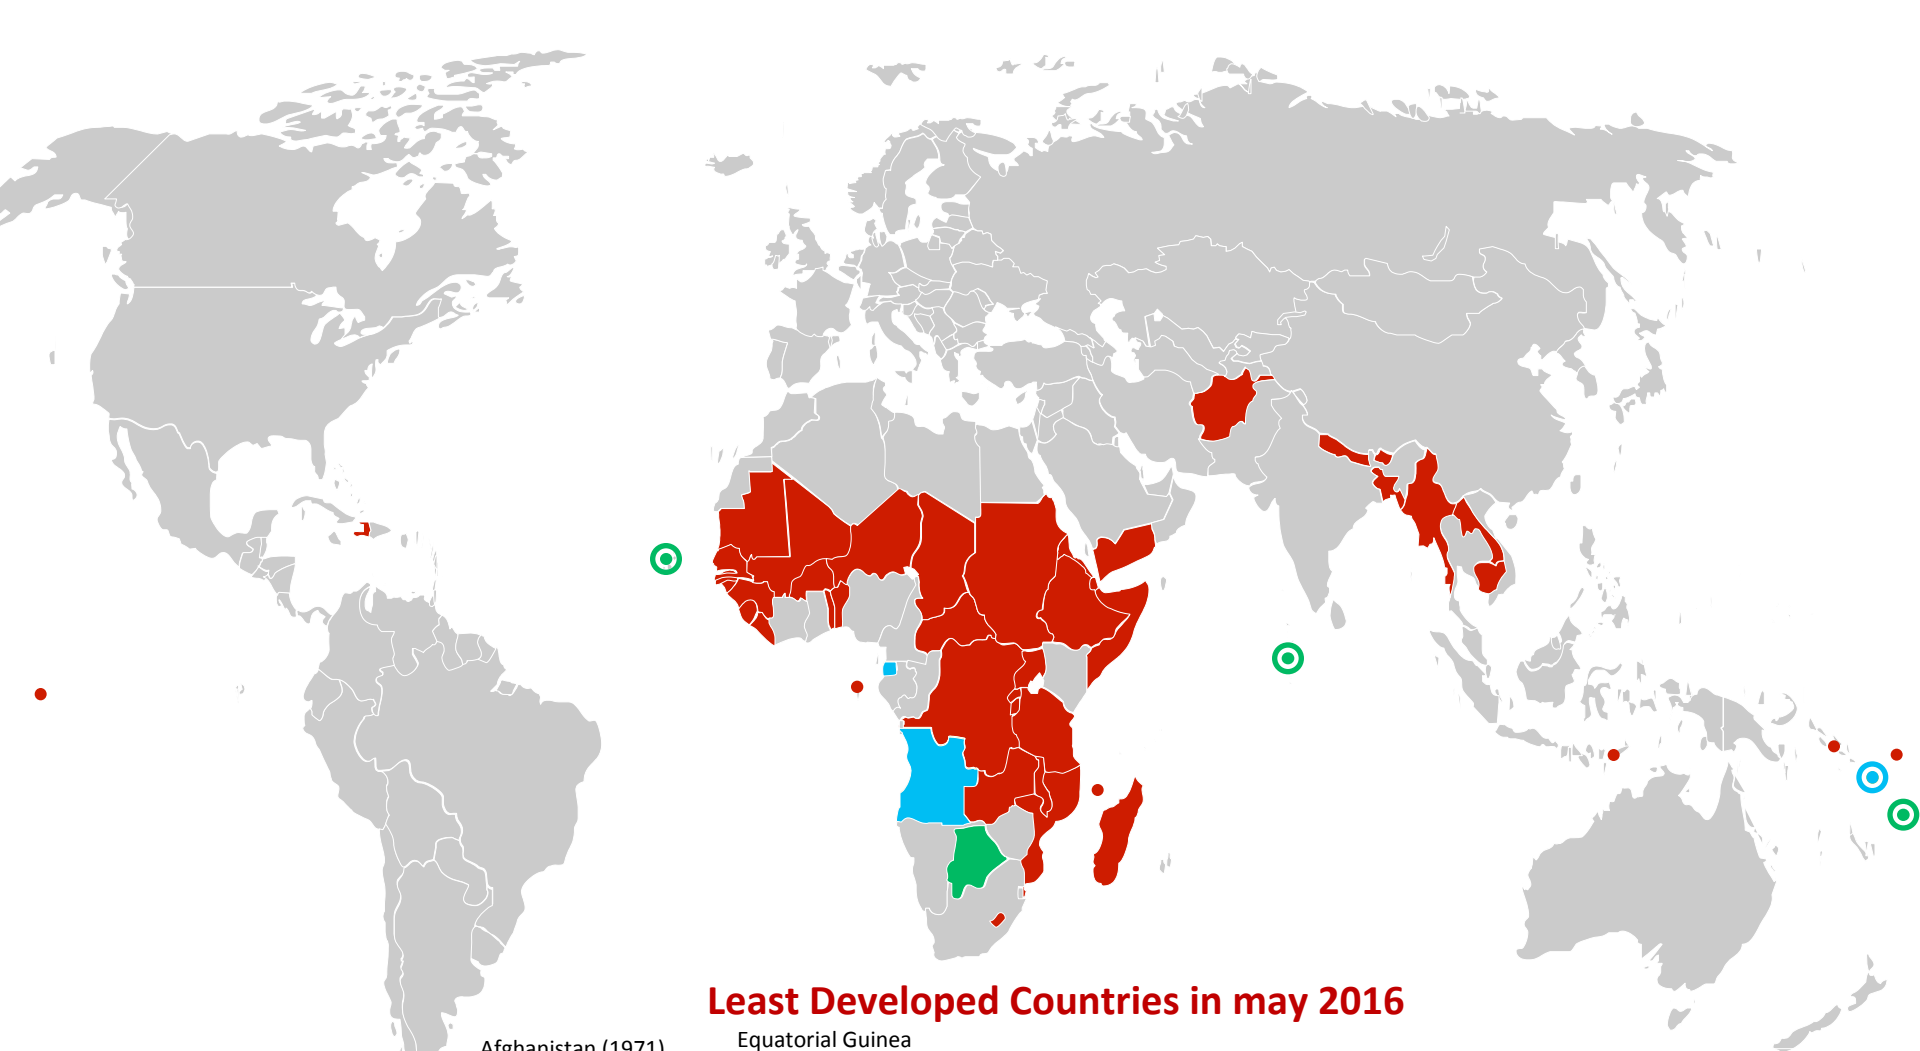 Least Developed Countries in may 2016
Equatorial Guinea
Afghanistan (1971)